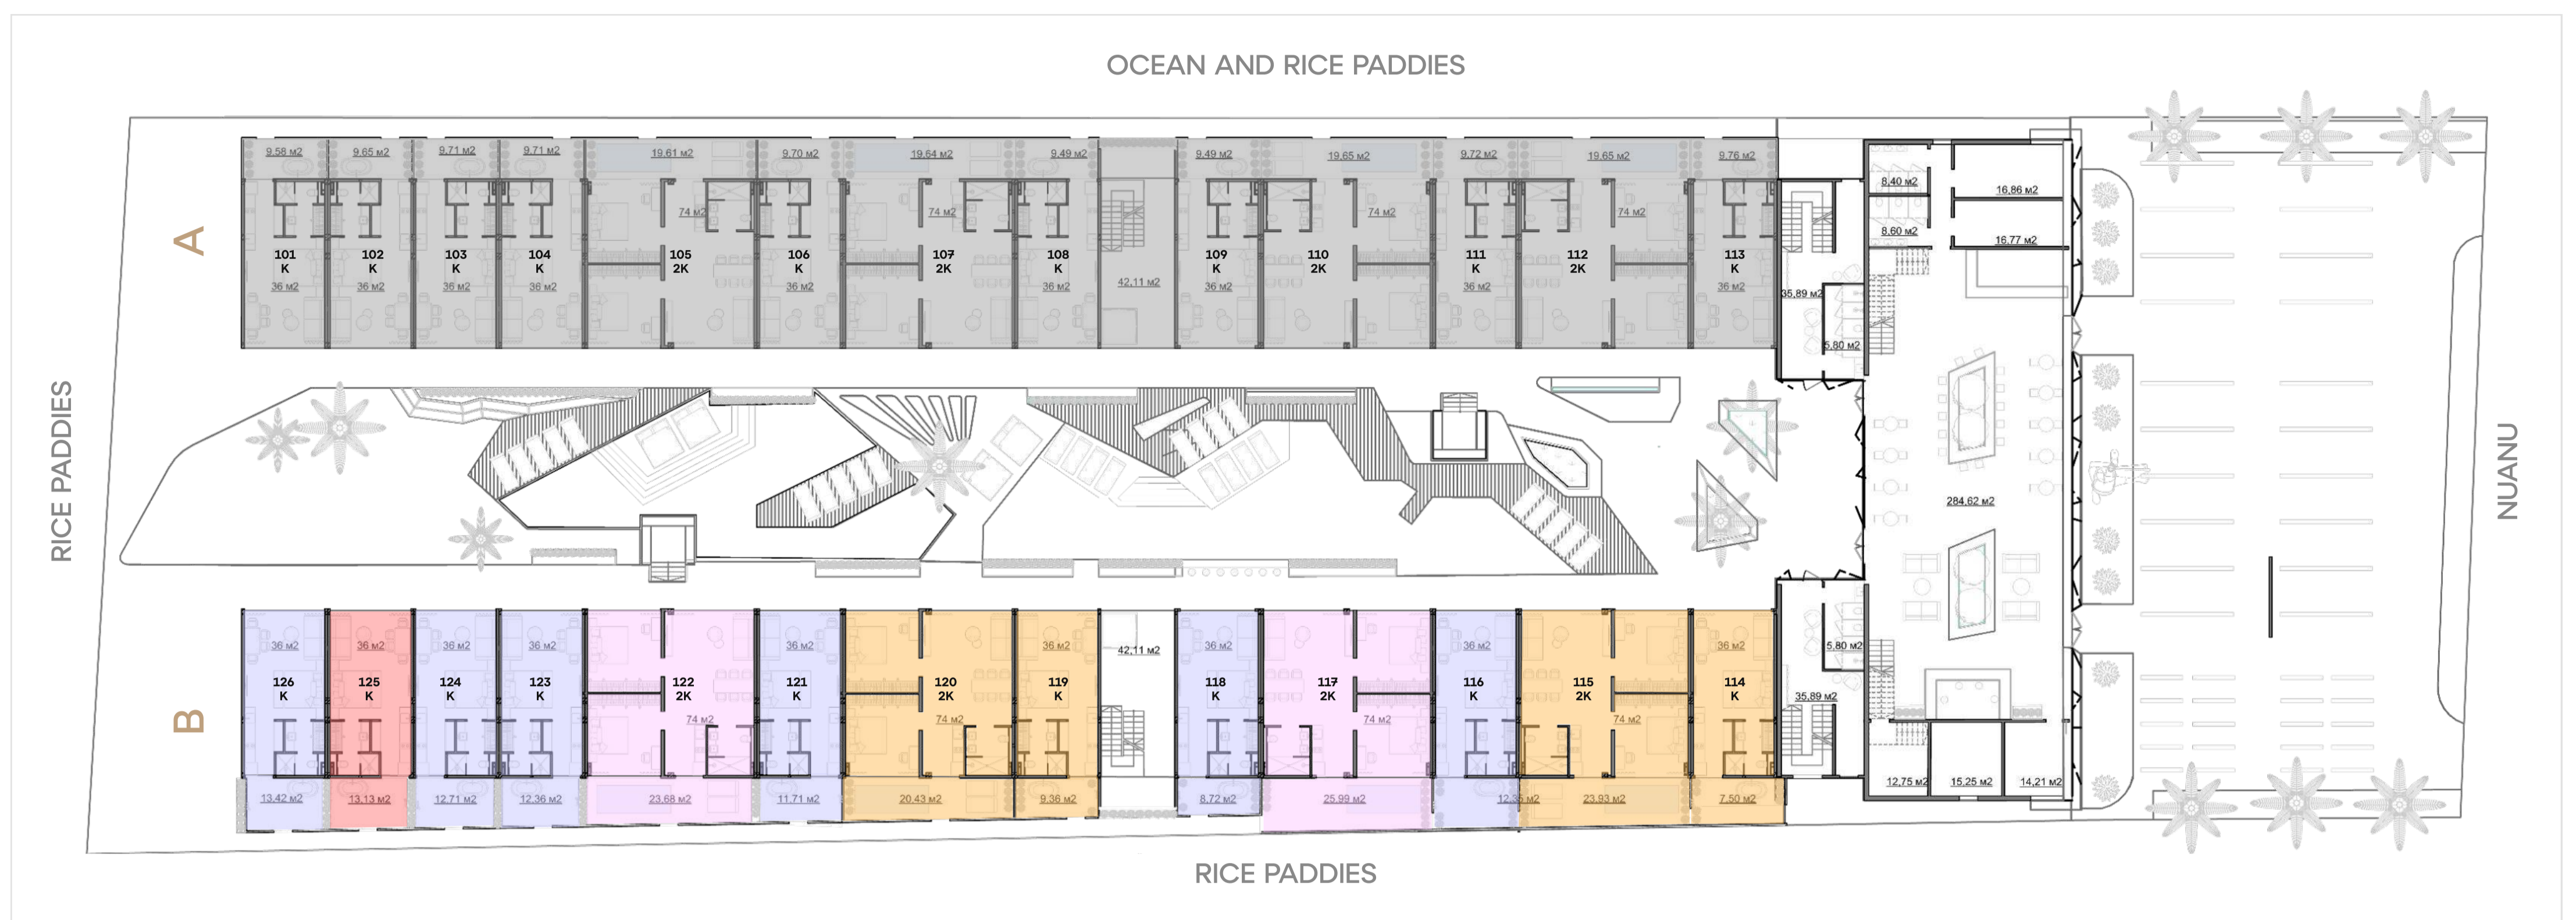 OCEAN AND RICE PADDIES
9.58 м2
9.65 м2
9.71 м2
9.71 м2
19.61 м2
9.70 м2
19.64 м2
9.49 м2
9.49 м2
19.65 м2
9.72 м2
19.65 м2
9.76 м2
8,40 м2
16,86 м2
8,60 м2
16,77 м2
74 м2
74 м2
74 м2
74 м2
A
101
K
36 м2
102
K
36 м2
103
K
36 м2
104
K
36 м2
105
2K
106
K
36 м2
107
2K
108
K
36 м2
42,11 м2
109
K
36 м2
110
2K
111
K
36 м2
112
2K
113
K
36 м2
35,89 м2
5,80 м2
RICE PADDIES
284,62 м2
NUANU
B
36 м2
126
K
13.42 м2
36 м2
125
K
13.13 м2
36 м2
124
K
12.71 м2
36 м2
123
K
12.36 м2
122
2K
74 м2
23.68 м2
36 м2
121
K
11.71 м2
120
2K
74 м2
20.43 м2
36 м2
119
K
9.36 м2
42,11 м2
36 м2
118
K
8.72 м2
117
2K
74 м2
25.99 м2
36 м2
116
K
115
2K
74 м2
23.93 м2
36 м2
114
K
7.50 м2
5,80 м2
35,89 м2
12,75 м2
15,25 м2
14,21 м2
RICE PADDIES